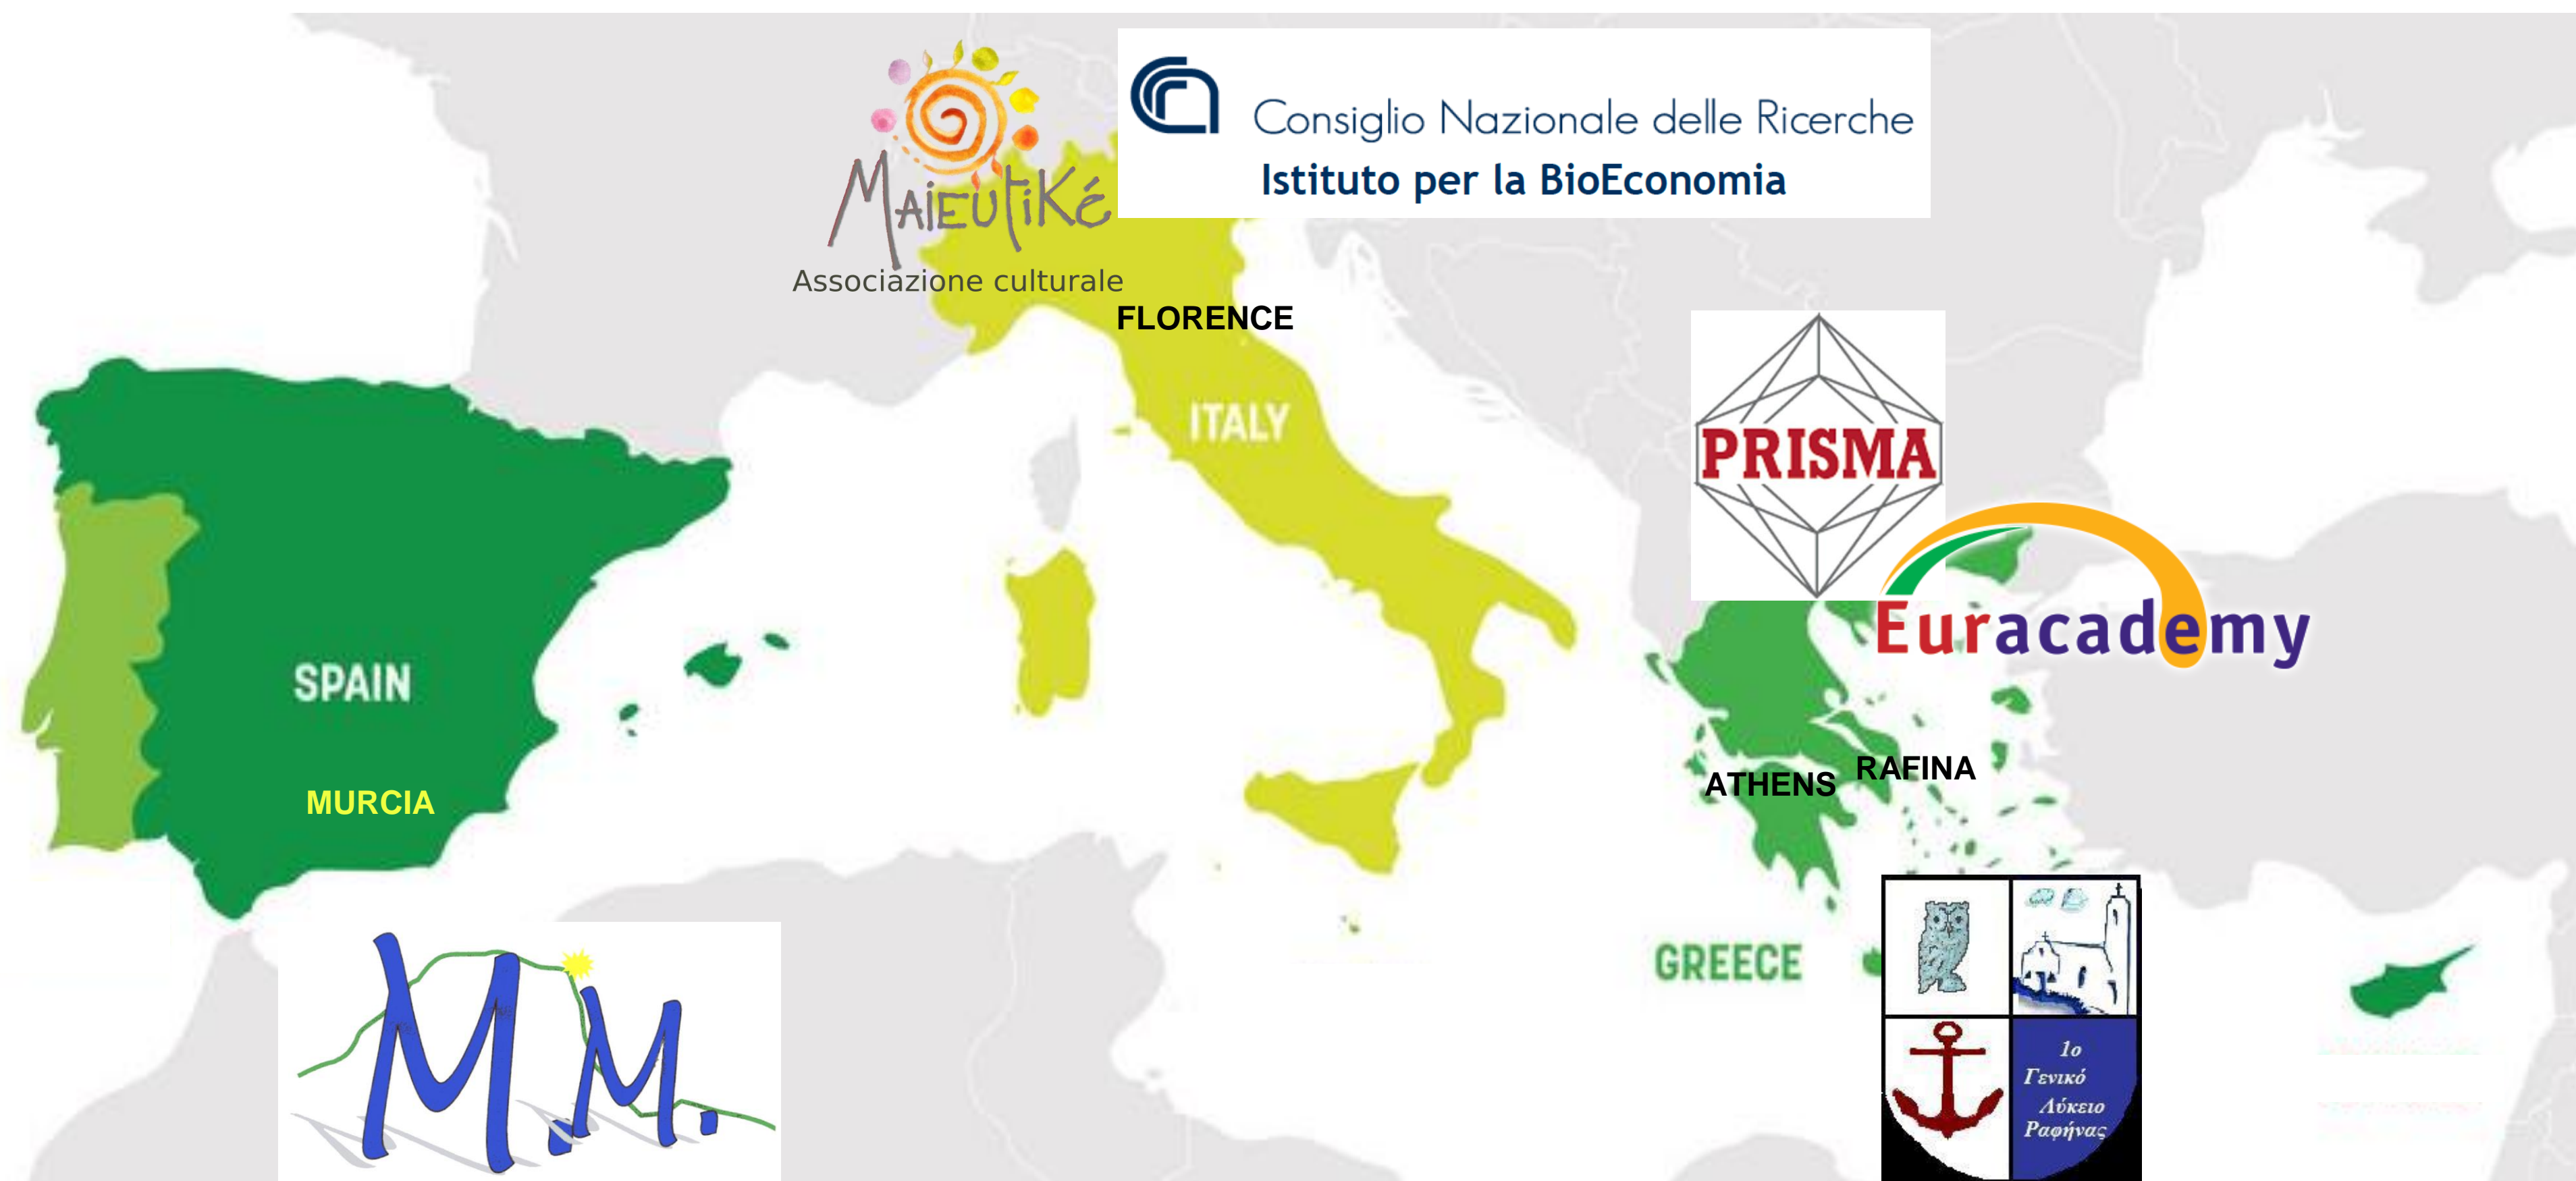 MAIEUTIKé
Associazione culturale
Consiglio Nazionale delle Ricerche
Istituto per la BioEconomia
FLORENCE
ITALY
PRISMA
Euracademy
SPAIN
MURCIA
ATHENS
RAFINA
GREECE
M.M.
1ο
Γενικό
Λύκειο
Ραφήνας